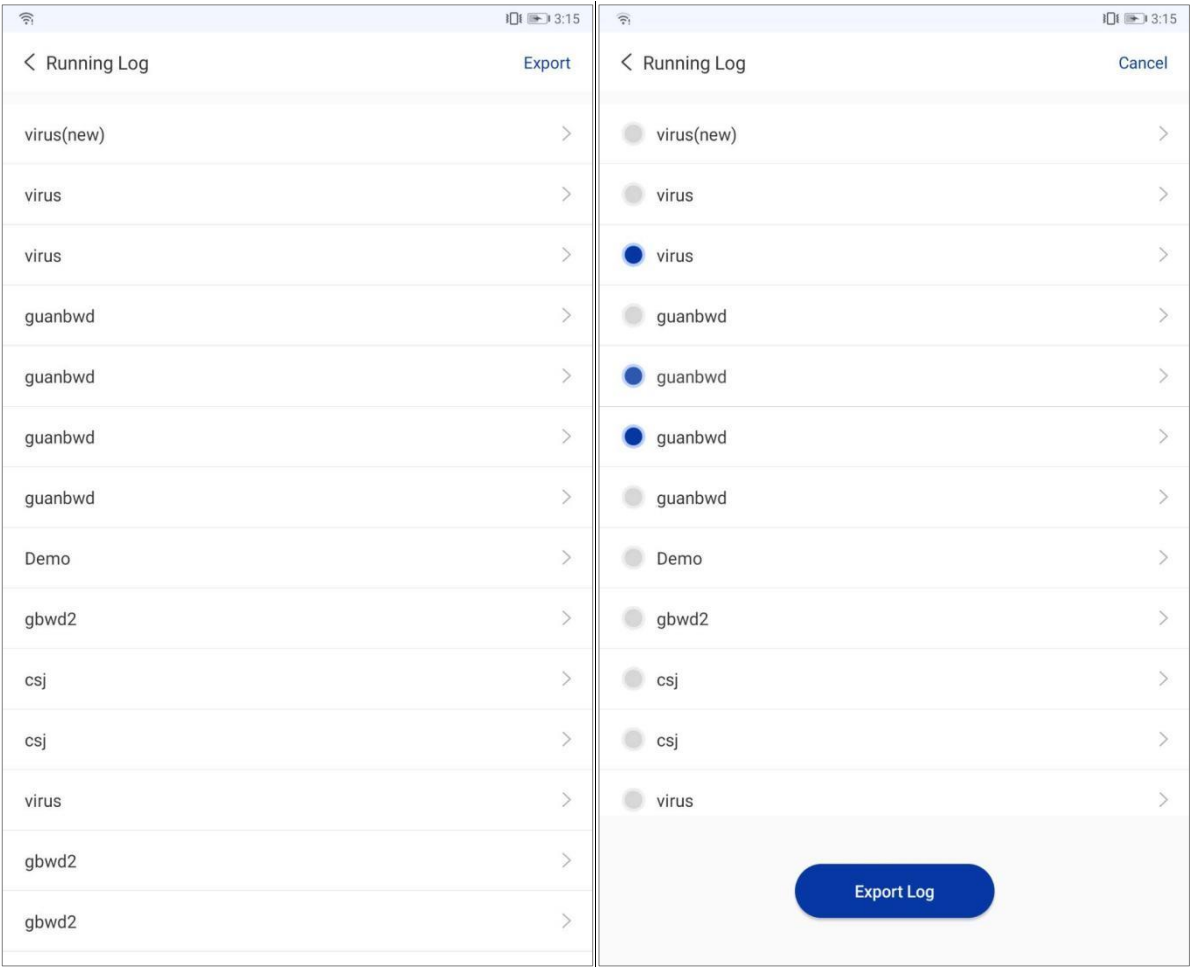 3:15
Running Log
Export
virus(new)
virus
virus
guanbwd
guanbwd
guanbwd
guanbwd
Demo
gbwd2
csj
csj
virus
gbwd2
gbwd2
3:15
Running Log
Cancel
virus(new)
virus
virus
guanbwd
guanbwd
guanbwd
guanbwd
Demo
gbwd2
csj
csj
virus
Export Log